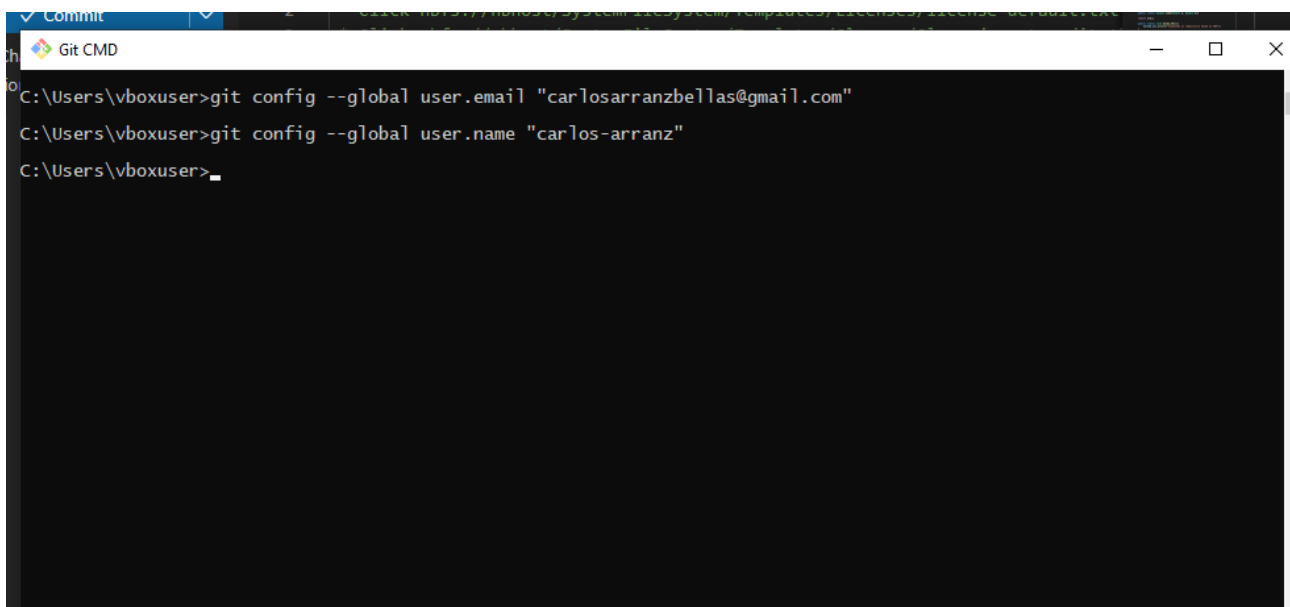 Commit
2
Git CMD
C:\Users\vboxuser>git config --global user.email "carlosarranzbellas@gmail.com"
C:\Users\vboxuser>git config --global user.name "carlos-arranz"
C:\Users\vboxuser>